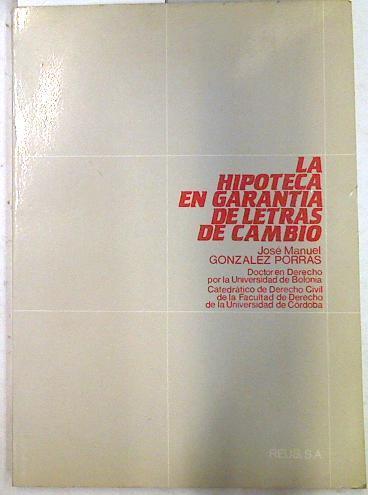 LA
HIPOTECA
EN GARANTIA
DE LETRAS
DE CAMBIO
José Manuel
GONZALEZ PORRAS
Doctor en Derecho
por la Universidad de Bolonia
Catedrático de Derecho Civil
de la Facultad de Derecho
de la Universidad de Córdoba
REUS, S.A.